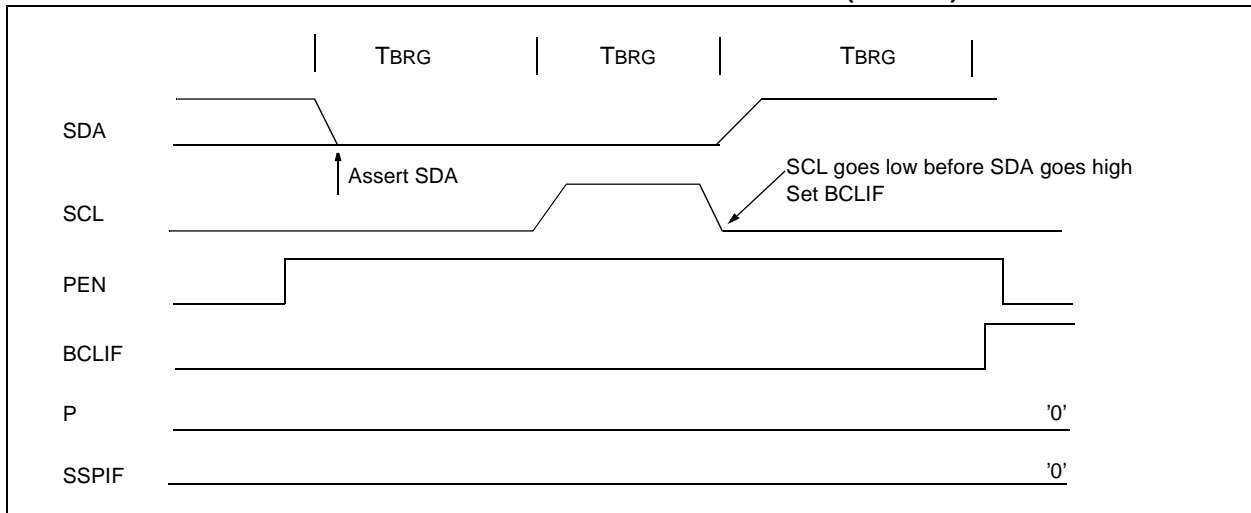 TBRG TBRG TBRG
SDA
Assert SDA
SCL goes low before SDA goes high
Set BCLIF
SCL
PEN
BCLIF
P '0'
SSPIF '0'